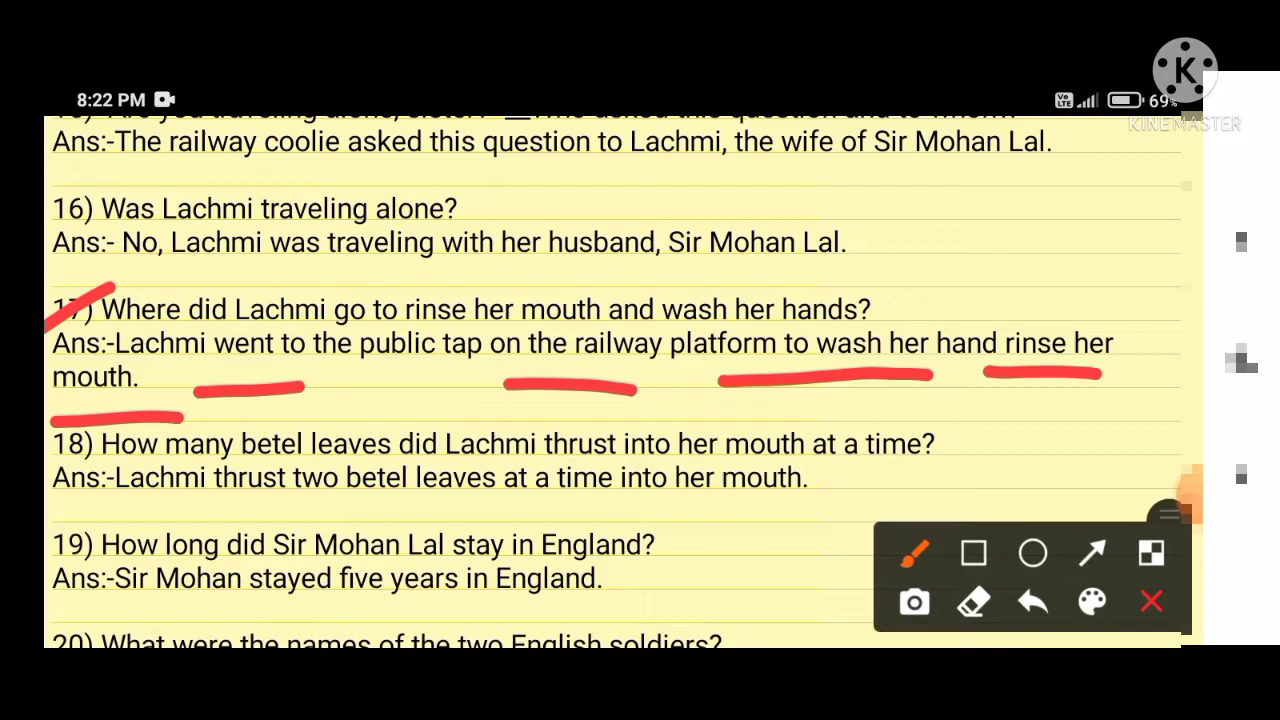 8:22 PM
Vo LTE 69%
K
KINEMASTER
Ans:-The railway coolie asked this question to Lachmi, the wife of Sir Mohan Lal.
16) Was Lachmi traveling alone?
Ans:- No, Lachmi was traveling with her husband, Sir Mohan Lal.
17) Where did Lachmi go to rinse her mouth and wash her hands?
Ans:-Lachmi went to the public tap on the railway platform to wash her hand rinse her
mouth.
18) How many betel leaves did Lachmi thrust into her mouth at a time?
Ans:-Lachmi thrust two betel leaves at a time into her mouth.
19) How long did Sir Mohan Lal stay in England?
Ans:-Sir Mohan stayed five years in England.
20) What were the names of the two English soldiers?